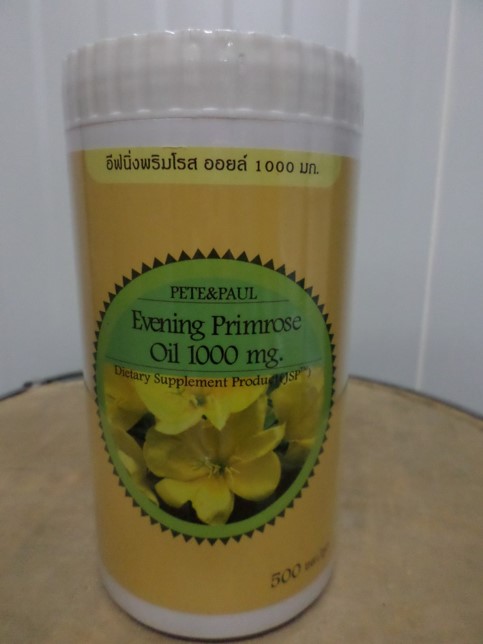 อีฟนิ่งพริมโรส ออยล์ 1000 มก.
PETE&PAUL
Evening Primrose
Oil 1000 mg.
Dietary Supplement Product (JSP™)
500